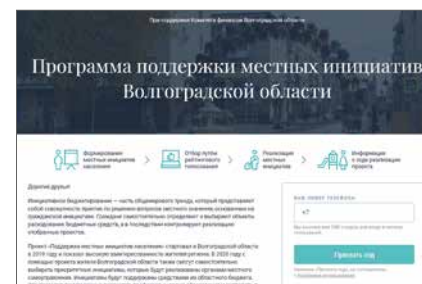 При поддержке Комитета финансов Волгоградской области
Программа поддержки местных инициатив
Волгоградской области
Формирование
местных инициатив
населения
Отбор путём
рейтингового
голосования
Реализация
местных
инициатив
Информация
о ходе реализации
проекта
Дорогие друзья!
Инициативное бюджетирование — часть общемирового тренда, который представляет
собой совокупность практик по решению вопросов местного значения, основанных на
гражданской инициативе. Граждане самостоятельно определяют и выбирают объекты
расходования бюджетных средств, а в последствии контролируют реализацию
отобранных проектов.
Проект «Поддержка местных инициатив населения» стартовал в Волгоградской области
в 2019 году и показал высокую заинтересованность жителей региона. В 2020 году с
помощью проекта жители Волгоградской области также смогут самостоятельно
выбирать приоритетные инициативы, которые будут реализованы органами местного
самоуправления. Инициативы будут поддержаны средствами из областного бюджета.
ВАШ НОМЕР ТЕЛЕФОНА:
+7
Прислать код